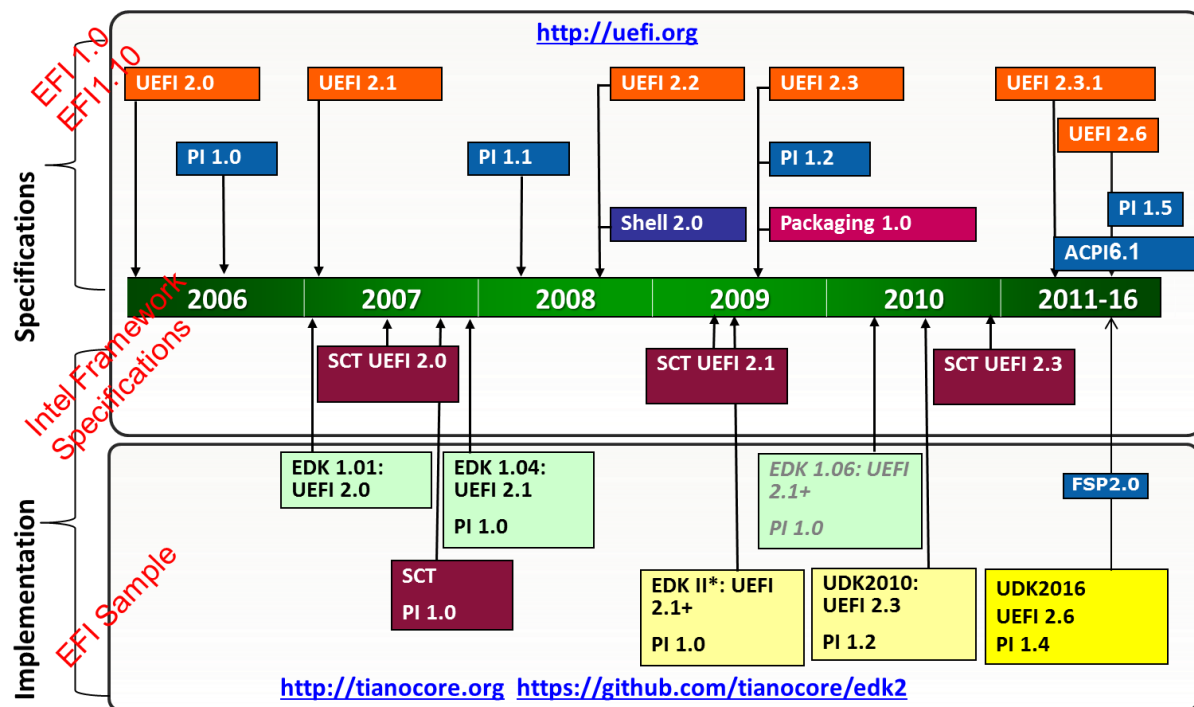 http://uefi.org
EFI 1.0
EFI1.10
UEFI 2.0
UEFI 2.1
UEFI 2.2
UEFI 2.3
UEFI 2.3.1
UEFI 2.6
PI 1.0
PI 1.1
PI 1.2
PI 1.5
Shell 2.0
Packaging 1.0
ACPI6.1
Specifications
2006
2007
2008
2009
2010
2011-16
Intel Framework
Specifications
SCT UEFI 2.0
SCT UEFI 2.1
SCT UEFI 2.3
Implementation
EFI Sample
EDK 1.01:
UEFI 2.0
EDK 1.04:
UEFI 2.1
PI 1.0
EDK 1.06: UEFI
2.1+
PI 1.0
FSP2.0
SCT
PI 1.0
EDK II*: UEFI
2.1+
PI 1.0
UDK2010:
UEFI 2.3
PI 1.2
UDK2016
UEFI 2.6
PI 1.4
http://tianocore.org https://github.com/tianocore/edk2